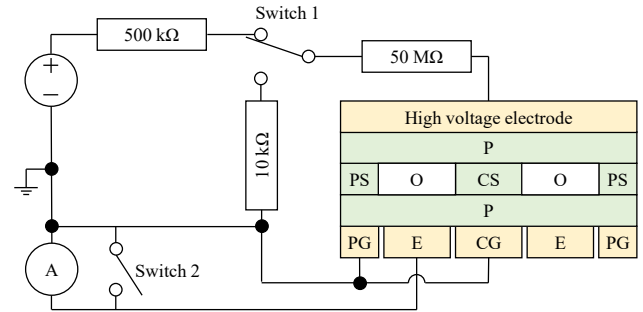 Switch 1
500 kΩ
+
−
50 MΩ
High voltage electrode
P
10 kΩ
PS O CS O PS
P
PG E CG E PG
A
Switch 2